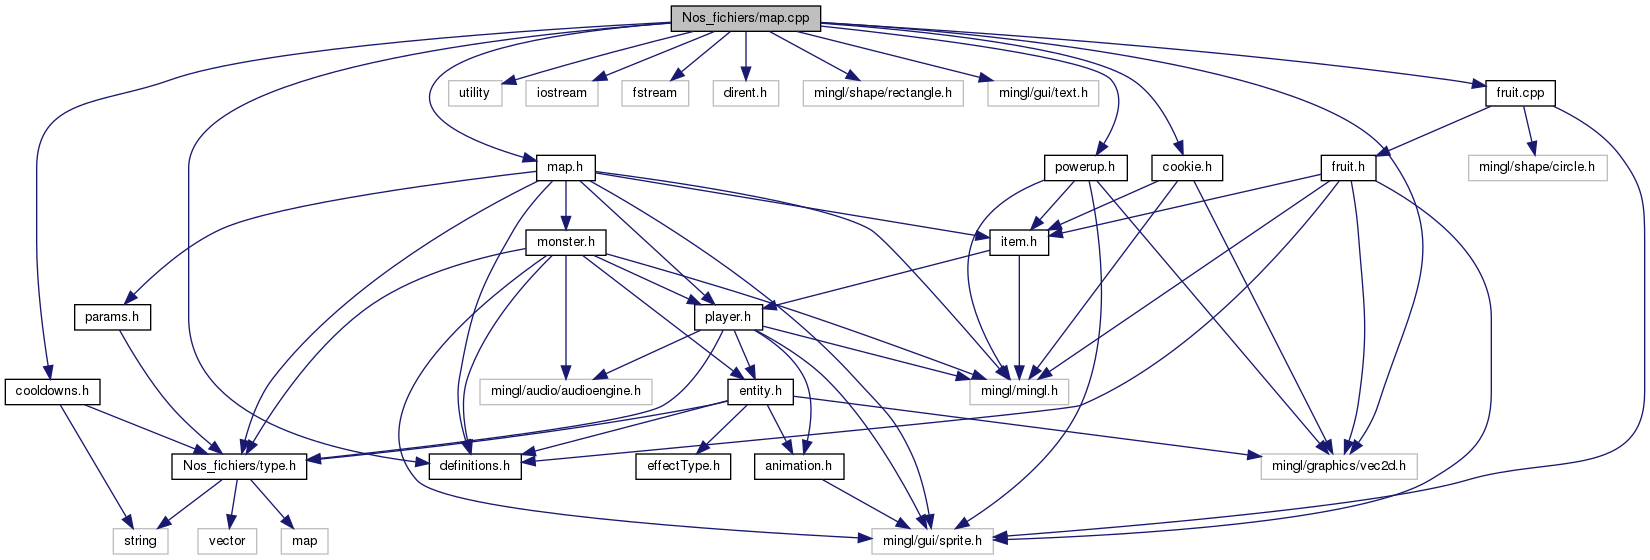 Nos_fichiers/map.cpp
utility
iostream
fstream
dirent.h
mingl/shape/rectangle.h
mingl/gui/text.h
fruit.cpp
map.h
powerup.h
cookie.h
fruit.h
mingl/shape/circle.h
monster.h
item.h
params.h
player.h
cooldowns.h
mingl/audio/audioengine.h
entity.h
mingl/mingl.h
Nos_fichiers/type.h
definitions.h
effectType.h
animation.h
mingl/graphics/vec2d.h
string
vector
map
mingl/gui/sprite.h